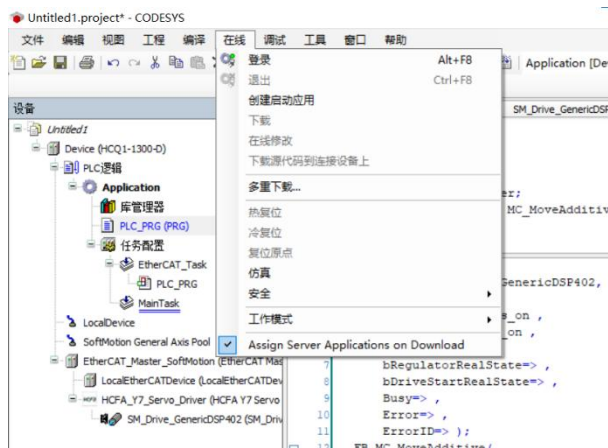 Untitled1.project* - CODESYS
文件 编辑 视图 工程 编译 在线 调试 工具 窗口 帮助
Application [De
登录 Alt+F8
退出 Ctrl+F8
创建启动应用
下载
在线修改
下载源代码到连接设备上
多重下载...
热复位
冷复位
复位原点
仿真
安全
工作模式
Assign Server Applications on Download
设备
Untitled1
Device (HCQ1-1300-D)
PLC逻辑
Application
库管理器
PLC_PRG (PRG)
任务配置
EtherCAT_Task
PLC_PRG
MainTask
LocalDevice
SoftMotion General Axis Pool
EtherCAT_Master_SoftMotion (EtherCAT Mas
LocalEtherCATDevice (LocalEtherCATDev
HCFA_Y7_Servo_Driver (HCFA Y7 Servo
SM_Drive_GenericDSP402 (SM_Driv
SM_Drive_GenericDSP
er;
MC_MoveAdditiv
GenericDSP402,
s_on ,
_on ,
7 bRegulatorRealState=> ,
8 bDriveStartRealState=> ,
9 Busy=> ,
10 Error=> ,
11 ErrorID=> );
12 FB_MC_MoveAdditive(